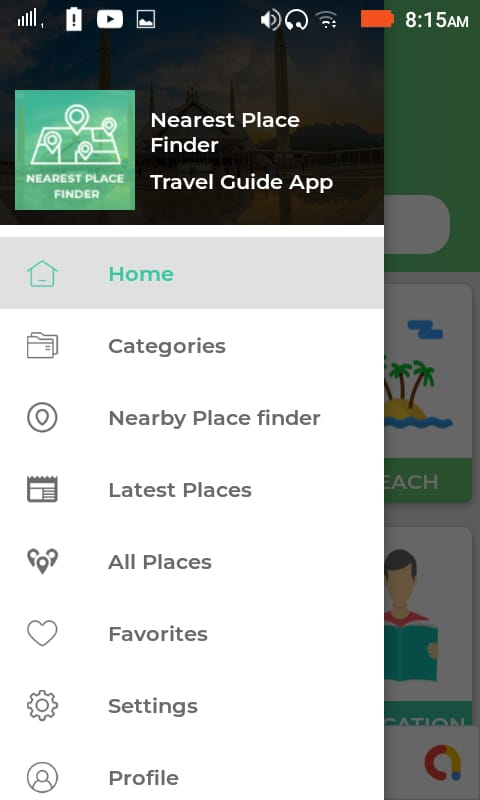 8:15AM
NEAREST PLACE
FINDER
Nearest Place
Finder
Travel Guide App
Home
Categories
Nearby Place finder
Latest Places
All Places
Favorites
Settings
Profile
EACH
CATION